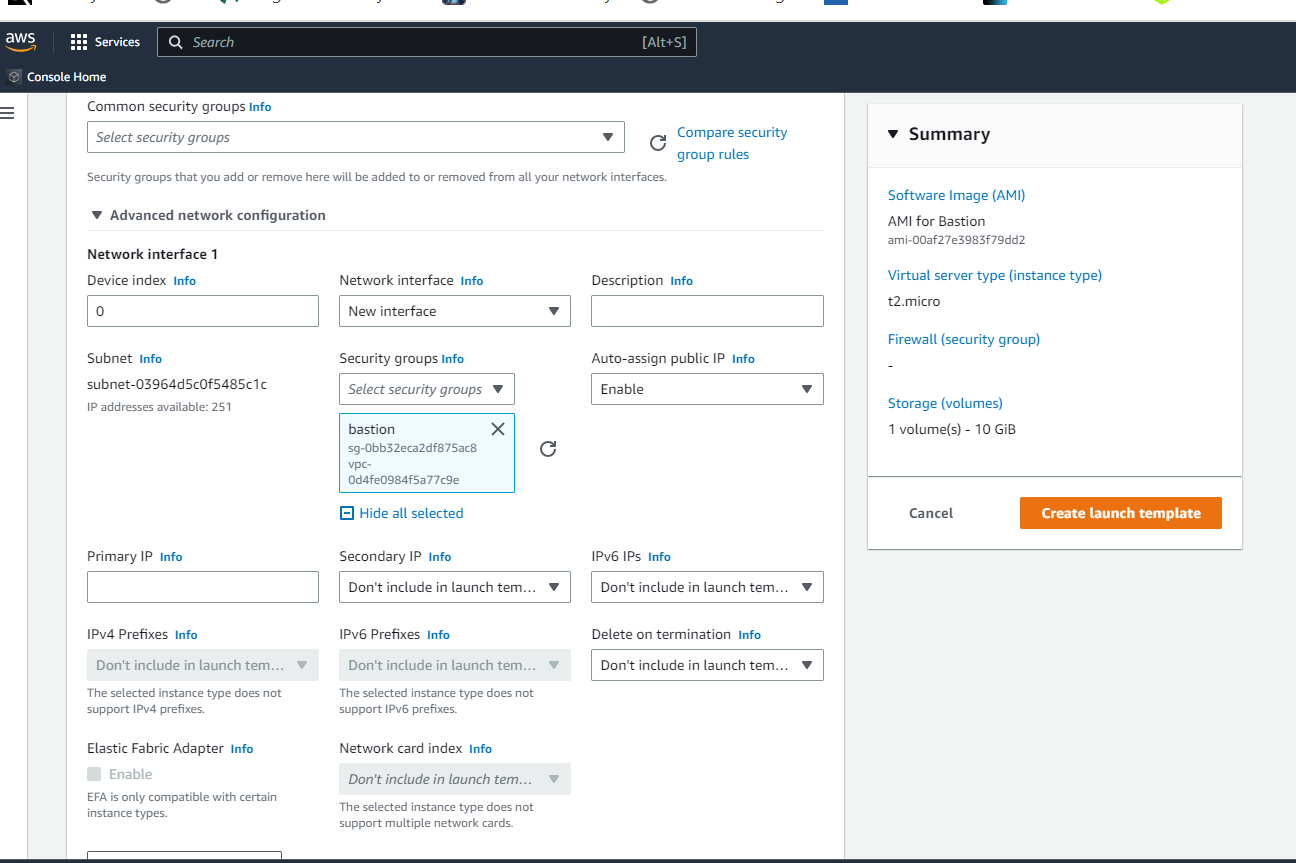 aws
Services
Search
[Alt+S]
Console Home
Common security groups Info
Select security groups
Compare security
group rules
Security groups that you add or remove here will be added to or removed from all your network interfaces.
Advanced network configuration
Network interface 1
Device index Info
Network interface Info
Description Info
0
New interface
Subnet Info
Security groups Info
Auto-assign public IP Info
subnet-03964d5c0f5485c1c
IP addresses available: 251
Select security groups
Enable
bastion
sg-0bb32eca2df875ac8
vpc-
0d4fe0984f5a77c9e
Hide all selected
Primary IP Info
Secondary IP Info
IPv6 IPs Info
Don't include in launch tem...
Don't include in launch tem...
IPv4 Prefixes Info
IPv6 Prefixes Info
Delete on termination Info
Don't include in launch tem...
Don't include in launch tem...
Don't include in launch tem...
The selected instance type does not
support IPv4 prefixes.
The selected instance type does not
support IPv6 prefixes.
Elastic Fabric Adapter Info
Network card index Info
Enable
Don't include in launch tem...
EFA is only compatible with certain
instance types.
The selected instance type does not
support multiple network cards.
Summary
Software Image (AMI)
AMI for Bastion
ami-00af27e3983f79dd2
Virtual server type (instance type)
t2.micro
Firewall (security group)
-
Storage (volumes)
1 volume(s) - 10 GiB
Cancel
Create launch template